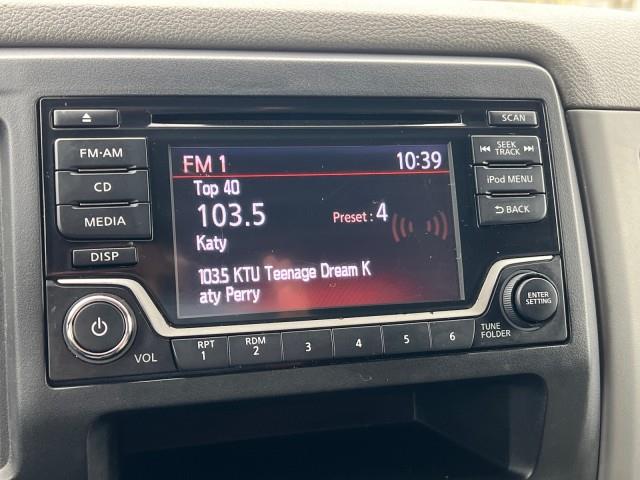 SCAN
FM·AM
CD
MEDIA
DISP
FM 1 10:39
Top 40
103.5 Preset : 4
Katy
103.5 KTU Teenage Dream K
aty Perry
SEEK
TRACK
iPod MENU
BACK
ENTER
SETTING
TUNE
FOLDER
VOL
RPT
1
RDM
2
3
4
5
6